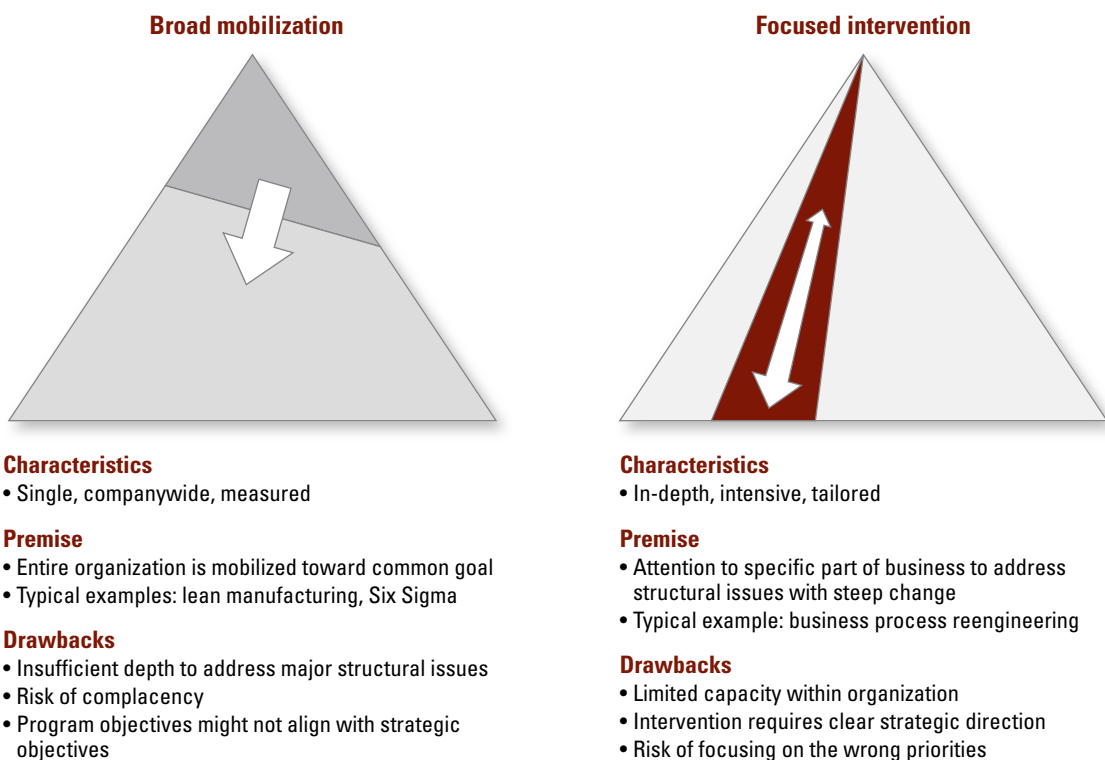 Broad mobilization
Characteristics
• Single, companywide, measured
Premise
• Entire organization is mobilized toward common goal
• Typical examples: lean manufacturing, Six Sigma
Drawbacks
• Insufficient depth to address major structural issues
• Risk of complacency
• Program objectives might not align with strategic
objectives
Focused intervention
Characteristics
• In-depth, intensive, tailored
Premise
• Attention to specific part of business to address
structural issues with steep change
• Typical example: business process reengineering
Drawbacks
• Limited capacity within organization
• Intervention requires clear strategic direction
• Risk of focusing on the wrong priorities